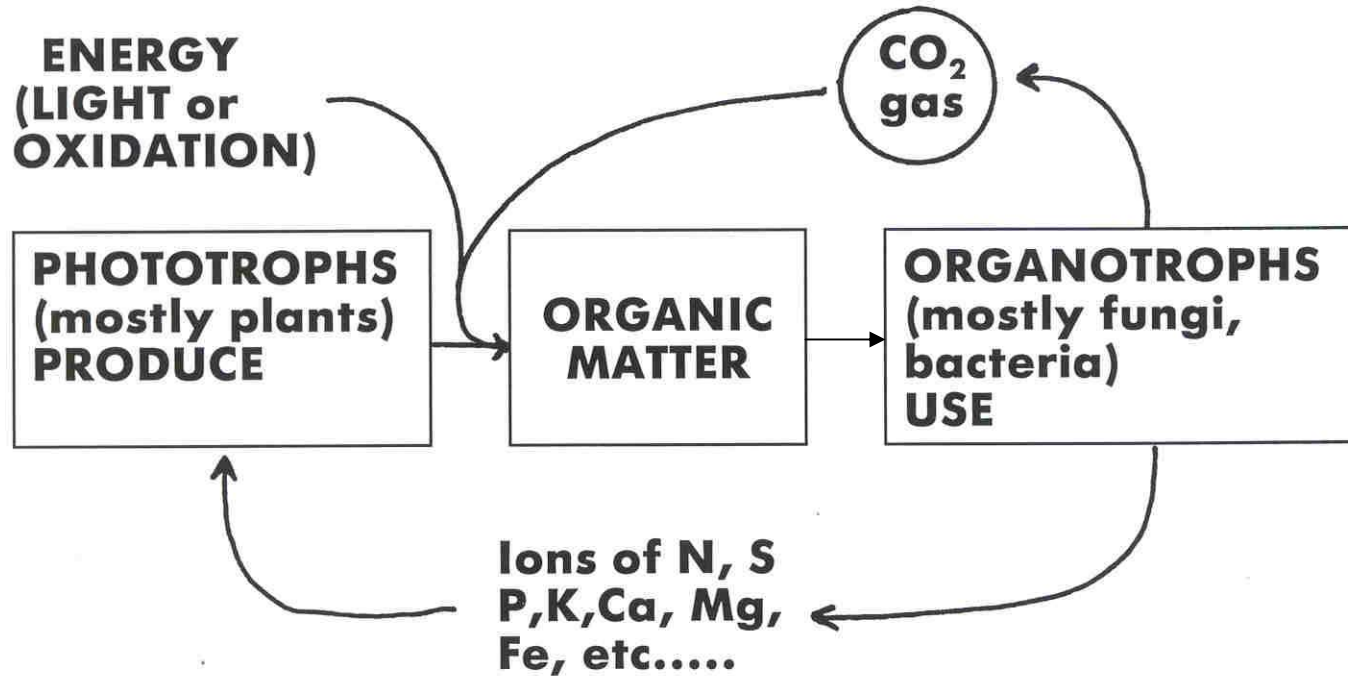 ENERGY
(LIGHT or
OXIDATION)
CO₂
gas
PHOTOTROPHS
(mostly plants)
PRODUCE
ORGANIC
MATTER
ORGANOTROPHS
(mostly fungi,
bacteria)
USE
Ions of N, S
P,K,Ca, Mg,
Fe, etc.....